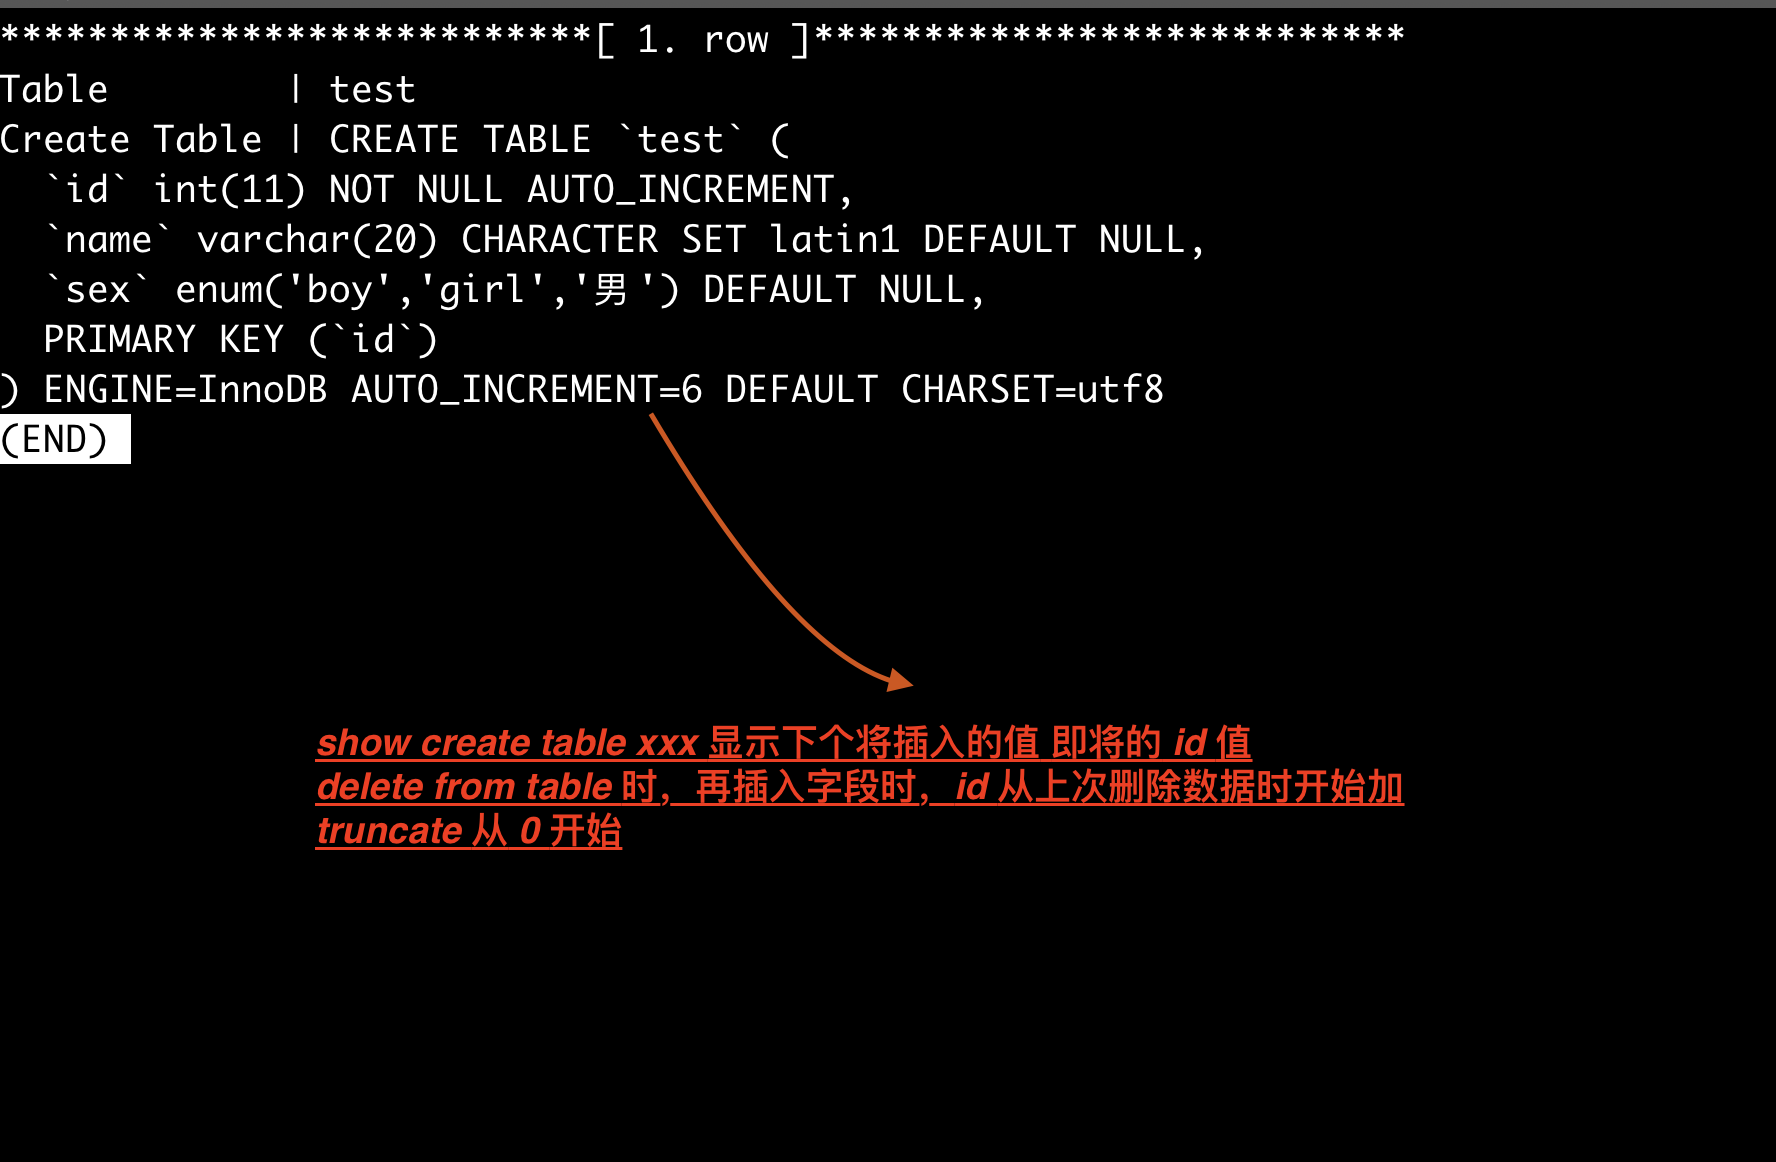 ***************************[ 1. row ]***************************
Table        | test
Create Table | CREATE TABLE `test` (
  `id` int(11) NOT NULL AUTO_INCREMENT,
  `name` varchar(20) CHARACTER SET latin1 DEFAULT NULL,
  `sex` enum('boy','girl','男') DEFAULT NULL,
  PRIMARY KEY (`id`)
) ENGINE=InnoDB AUTO_INCREMENT=6 DEFAULT CHARSET=utf8
(END)
show create table xxx 显示下个将插入的值 即将的 id 值
delete from table 时，再插入字段时，id 从上次删除数据时开始加
truncate 从 0 开始